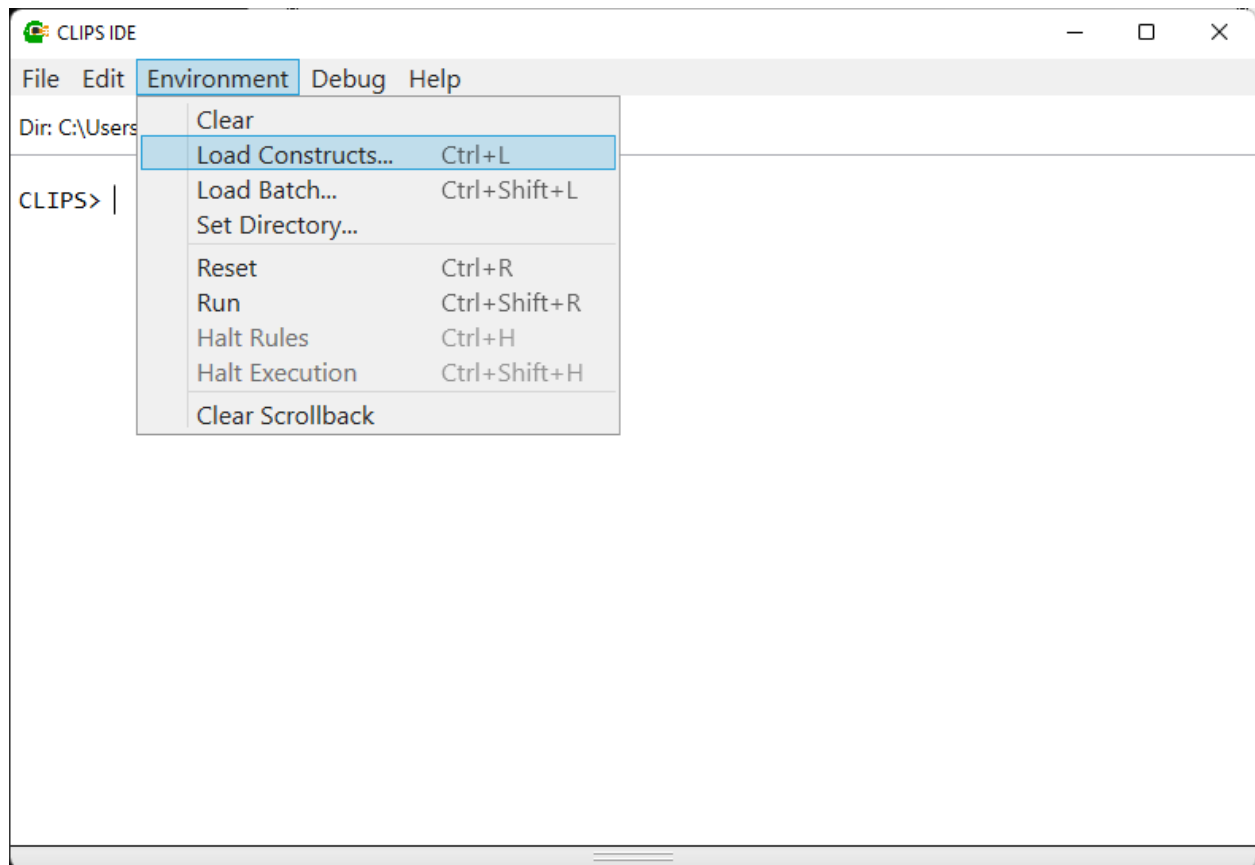 CLIPS IDE
File Edit Environment Debug Help
Dir: C:\Users
Clear
Load Constructs... Ctrl+L
Load Batch... Ctrl+Shift+L
Set Directory...
Reset Ctrl+R
Run Ctrl+Shift+R
Halt Rules Ctrl+H
Halt Execution Ctrl+Shift+H
Clear Scrollback
CLIPS>